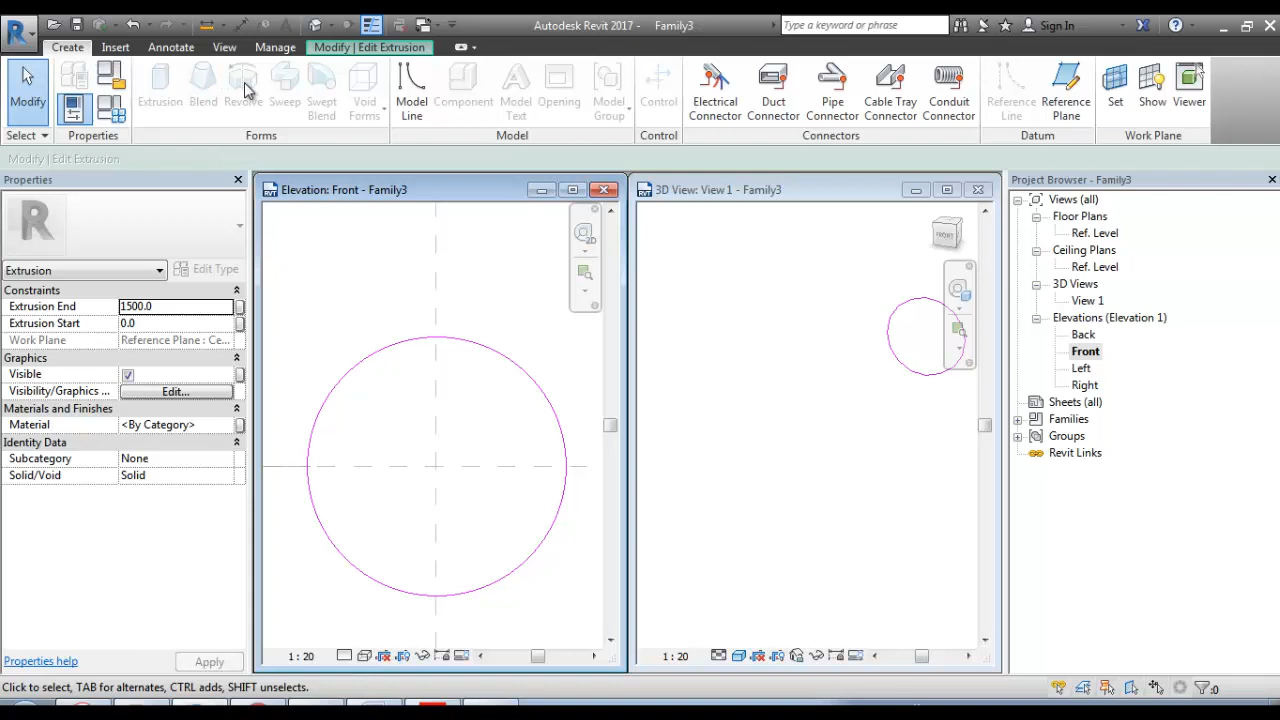 Autodesk Revit 2017 - Family3
Type a keyword or phrase
Sign In
Create Insert Annotate View Manage Modify | Edit Extrusion
Modify
Extrusion Blend Revolve Sweep Swept Blend Void Forms
Model Line Component Model Text Opening Model Group
Control
Electrical Connector Duct Connector Pipe Connector Cable Tray Connector Conduit Connector
Reference Line Reference Plane
Set Show Viewer
Select Properties Forms Model Control Connectors Datum Work Plane
Modify | Edit Extrusion
Properties
Extrusion
Edit Type
Constraints
Extrusion End 1500.0
Extrusion Start 0.0
Work Plane Reference Plane : Ce...
Graphics
Visible
Visibility/Graphics ... Edit...
Materials and Finishes
Material <By Category>
Identity Data
Subcategory None
Solid/Void Solid
Properties help
Apply
Elevation: Front - Family3
2D
1 : 20
3D View: View 1 - Family3
FRONT
1 : 20
Project Browser - Family3
Views (all)
Floor Plans
Ref. Level
Ceiling Plans
Ref. Level
3D Views
View 1
Elevations (Elevation 1)
Back
Front
Left
Right
Sheets (all)
Families
Groups
Revit Links
Click to select, TAB for alternates, CTRL adds, SHIFT unselects.
:0